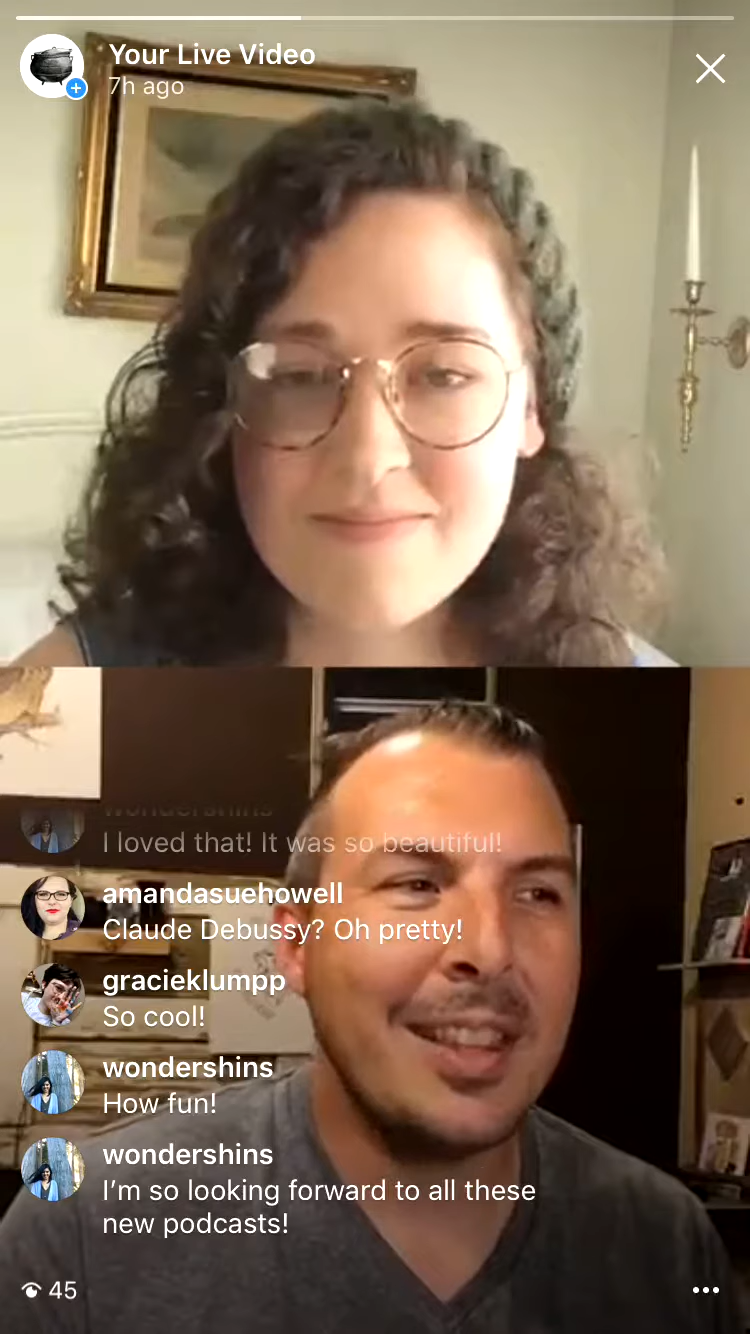 Your Live Video
7h ago
wondershins
I loved that! It was so beautiful!
amandasuehowell
Claude Debussy? Oh pretty!
gracieklumpp
So cool!
wondershins
How fun!
wondershins
I'm so looking forward to all these
new podcasts!
45